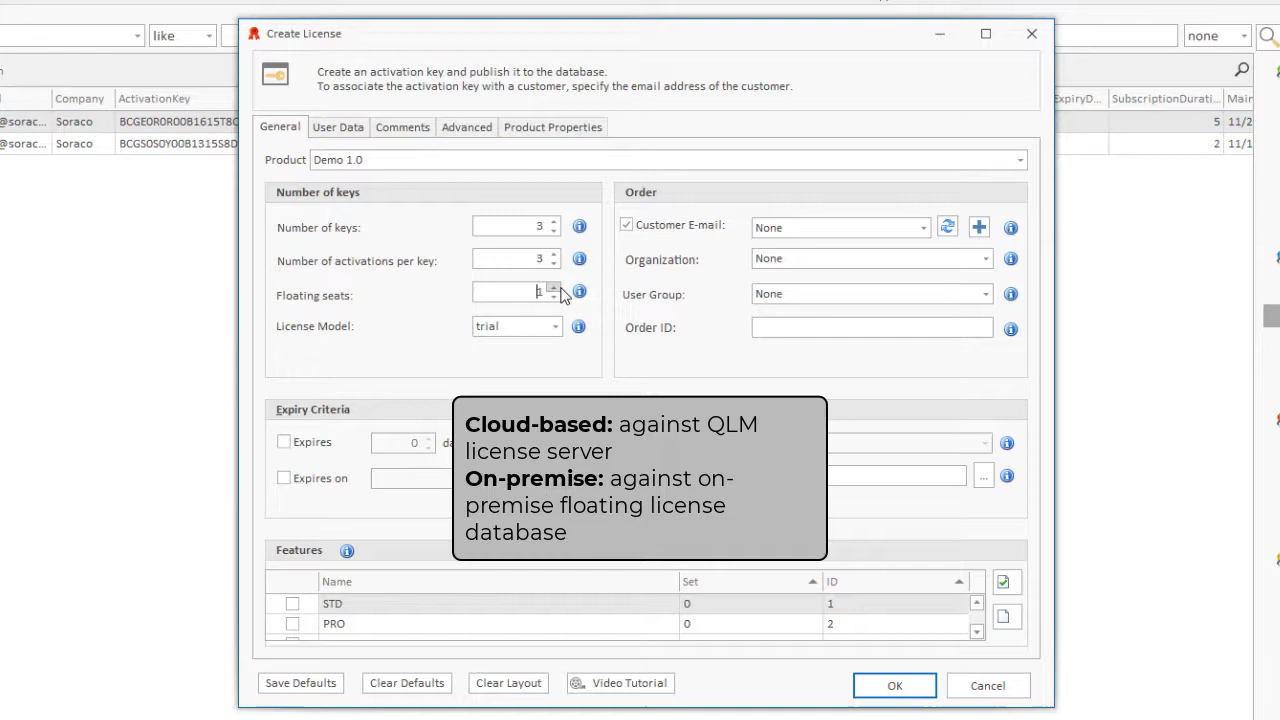 like
none
Create License
Create an activation key and publish it to the database.
To associate the activation key with a customer, specify the email address of the customer.
Company
ActivationKey
ExpiryD...
SubscriptionDurati...
@sorac...
Soraco
BCGE0R0R00B1615T8C
5
11/2
@sorac...
Soraco
BCGS0S0Y00B1315S8D
2
11/1
General
User Data
Comments
Advanced
Product Properties
Product
Demo 1.0
Number of keys
Number of keys:
3
Number of activations per key:
3
Floating seats:
1
License Model:
trial
Order
Customer E-mail:
None
Organization:
None
User Group:
None
Order ID:
Expiry Criteria
Expires
0
Expires on
...
Cloud-based: against QLM
license server
On-premise: against on-
premise floating license
database
Features
Name
Set
ID
STD
0
1
PRO
0
2
Save Defaults
Clear Defaults
Clear Layout
Video Tutorial
OK
Cancel